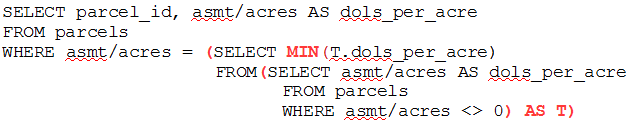 SELECT parcel_id, asmt/acres AS dols_per_acre
FROM parcels
WHERE asmt/acres = (SELECT MIN(T.dols_per_acre)
FROM(SELECT asmt/acres AS dols_per_acre
FROM parcels
WHERE asmt/acres <> 0) AS T)